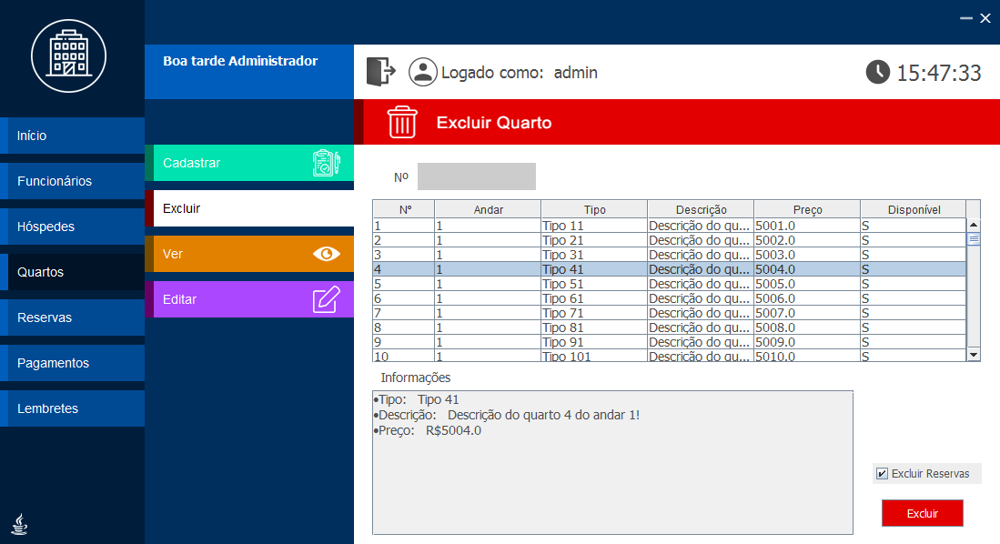 Boa tarde Administrador
Logado como: admin
15:47:33
Início
Funcionários
Hóspedes
Quartos
Reservas
Pagamentos
Lembretes
Cadastrar
Excluir
Ver
Editar
Excluir Quarto
Nº
Nº Andar Tipo Descrição Preço Disponível
1 1 Tipo 11 Descrição do qu... 5001.0 S
2 1 Tipo 21 Descrição do qu... 5002.0 S
3 1 Tipo 31 Descrição do qu... 5003.0 S
4 1 Tipo 41 Descrição do qu... 5004.0 S
5 1 Tipo 51 Descrição do qu... 5005.0 S
6 1 Tipo 61 Descrição do qu... 5006.0 S
7 1 Tipo 71 Descrição do qu... 5007.0 S
8 1 Tipo 81 Descrição do qu... 5008.0 S
9 1 Tipo 91 Descrição do qu... 5009.0 S
10 1 Tipo 101 Descrição do qu... 5010.0 S
Informações
•Tipo: Tipo 41
•Descrição: Descrição do quarto 4 do andar 1!
•Preço: R$5004.0
Excluir Reservas
Excluir